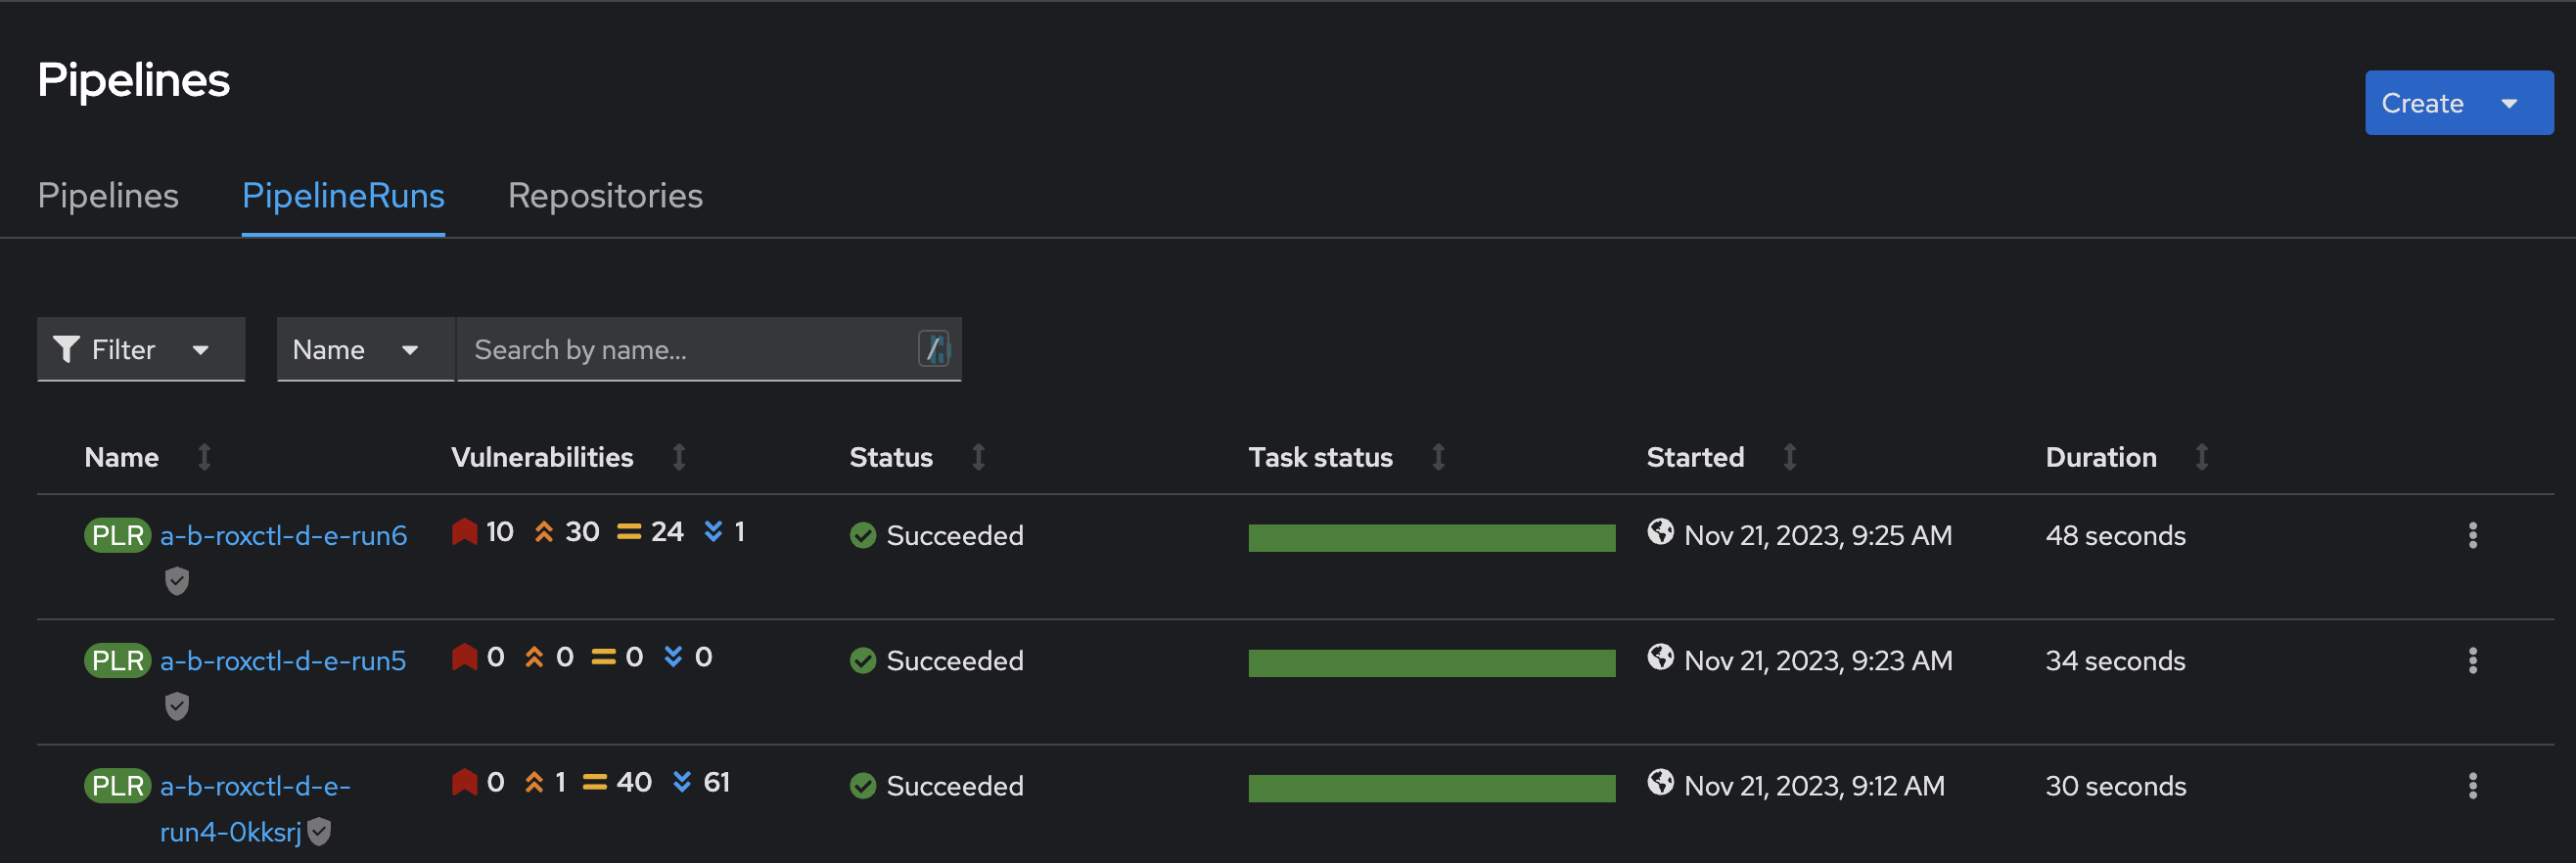 Pipelines
Create
Pipelines PipelineRuns Repositories
Filter Name Search by name... /
Name Vulnerabilities Status Task status Started Duration
PLR a-b-roxctl-d-e-run6 10 30 24 1 Succeeded Nov 21, 2023, 9:25 AM 48 seconds
PLR a-b-roxctl-d-e-run5 0 0 0 0 Succeeded Nov 21, 2023, 9:23 AM 34 seconds
PLR a-b-roxctl-d-e- 0 1 40 61 Succeeded Nov 21, 2023, 9:12 AM 30 seconds
run4-0kksrj